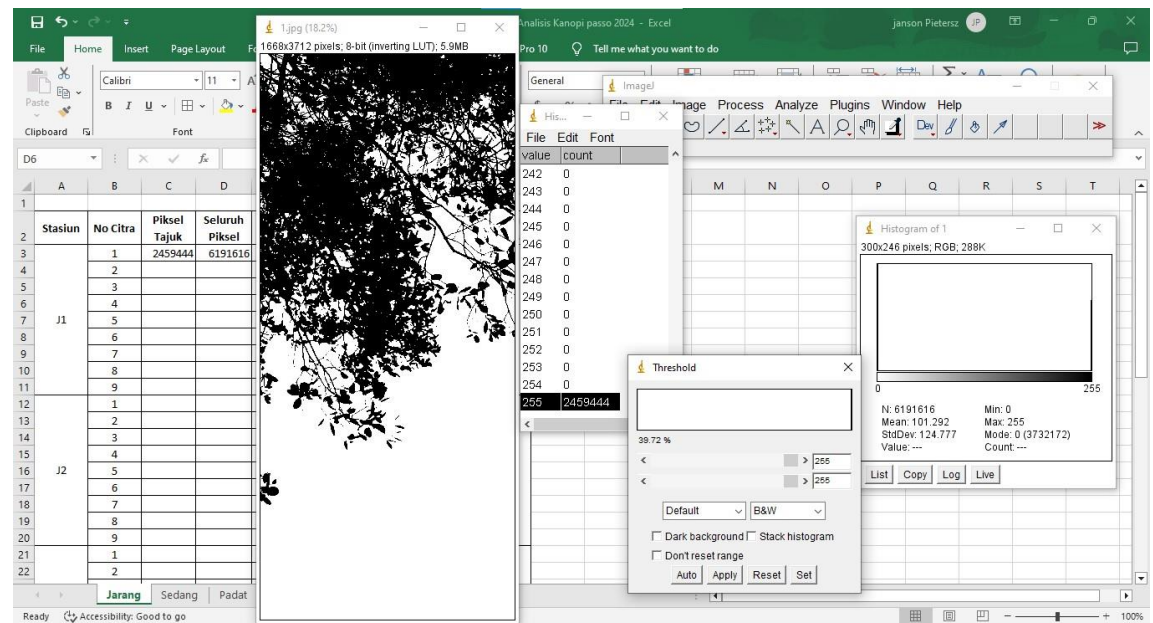 Analisis Kanopi passo 2024 - Excel
janson Pietersz
JP
File Home Insert Page Layout
Pro 10
Tell me what you want to do
Paste
Calibri
11
B I U
Clipboard
Font
General
D6
fx
A B C D
M N O P Q R S T
1
2 Stasiun No Citra Piksel Tajuk Seluruh Piksel
3 1 2459444 6191616
4 2
5 3
6 4
7 J1 5
8 6
9 7
10 8
11 9
12 1
13 2
14 3
15 4
16 J2 5
17 6
18 7
19 8
20 9
21 1
22 2
Jarang Sedang Padat
Ready
Accessibility: Good to go
100%
1.jpg (18.2%)
1668x3712 pixels; 8-bit (inverting LUT); 5.9MB
His...
File Edit Font
value count
242 0
243 0
244 0
245 0
246 0
247 0
248 0
249 0
250 0
251 0
252 0
253 0
254 0
255 2459444
ImageJ
Process Analyze Plugins Window Help
A
Dev
Threshold
39.72 %
255
255
Default
B&W
Dark background Stack histogram
Don't reset range
Auto Apply Reset Set
Histogram of 1
300x246 pixels; RGB; 288K
0 255
N: 6191616 Min: 0
Mean: 101.292 Max: 255
StdDev: 124.777 Mode: 0 (3732172)
Value: --- Count: ---
List Copy Log Live